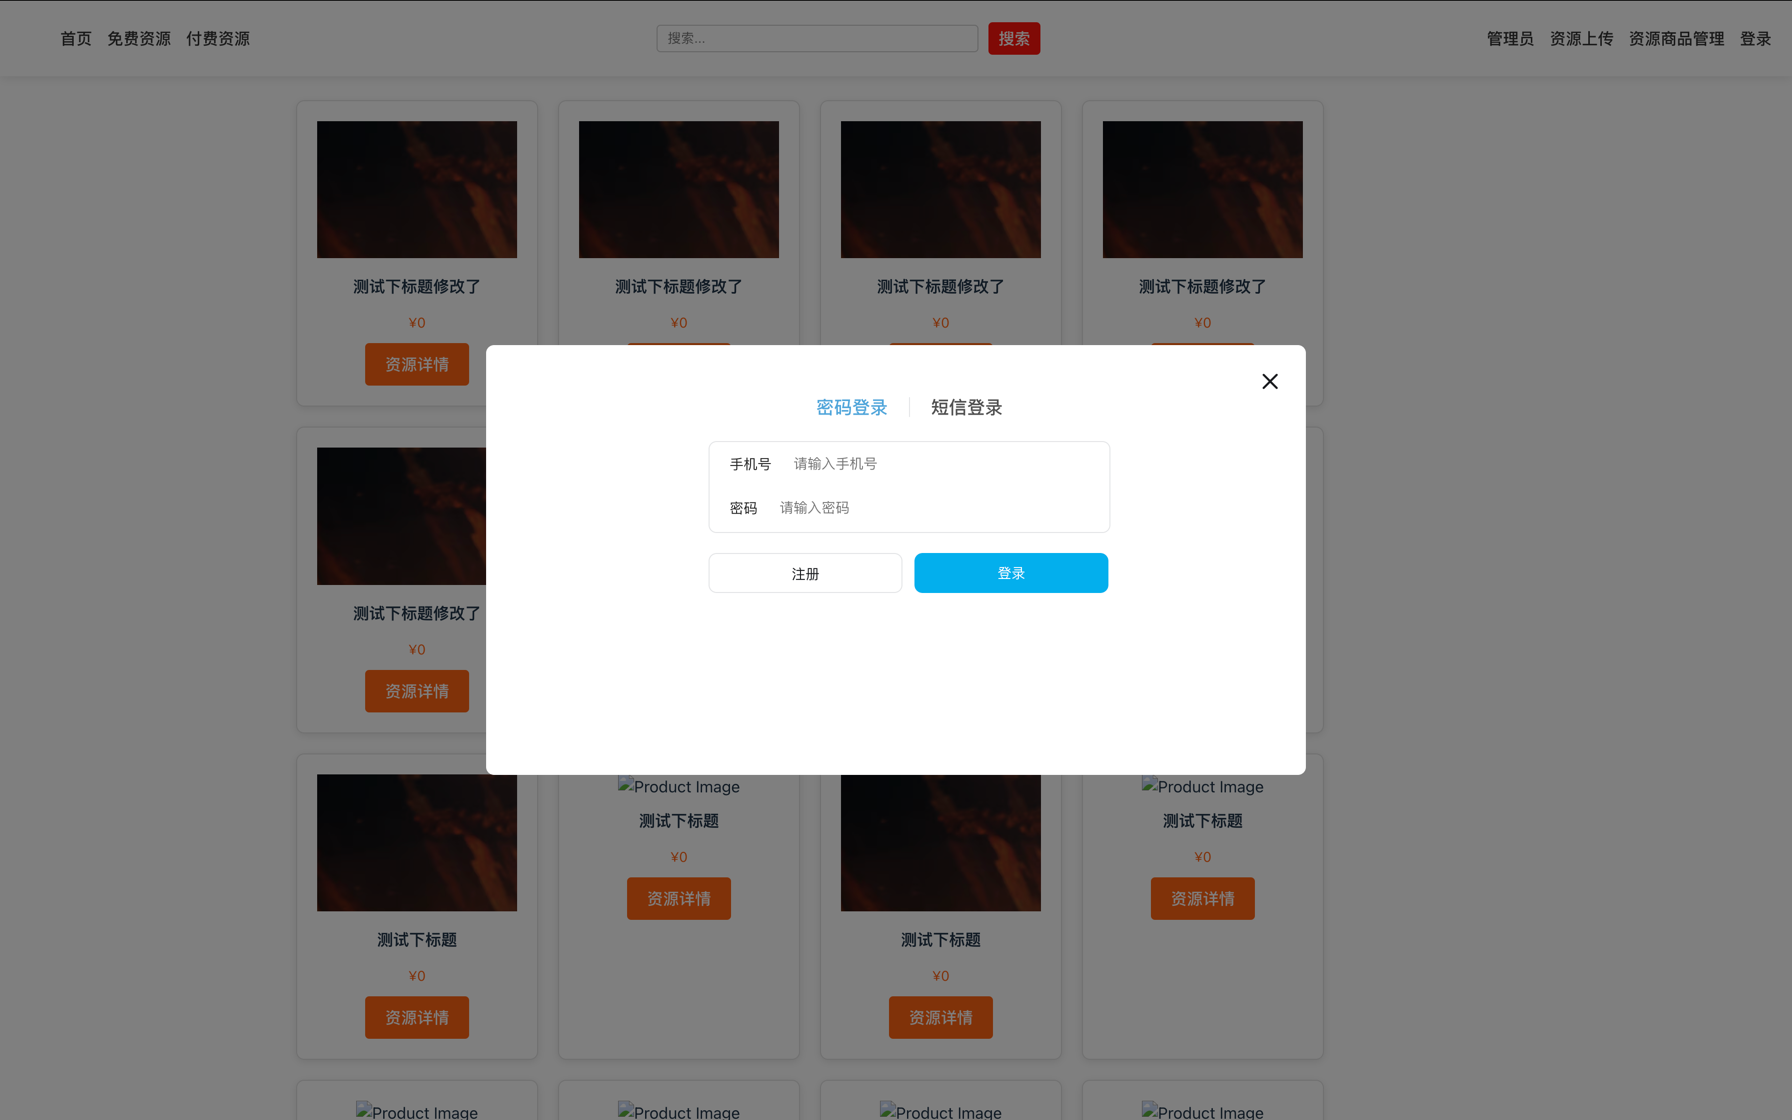 首页 免费资源 付费资源 搜索... 搜索 管理员 资源上传 资源商品管理 登录
测试下标题修改了 测试下标题修改了 测试下标题修改了 测试下标题修改了
¥0 ¥0 ¥0 ¥0
资源详情
密码登录 短信登录
手机号 请输入手机号
密码 请输入密码
注册 登录
测试下标题修改了
¥0
资源详情
Product Image Product Image
测试下标题 测试下标题
¥0 ¥0
资源详情 资源详情
测试下标题 测试下标题
¥0 ¥0
资源详情 资源详情
Product Image Product Image Product Image Product Image